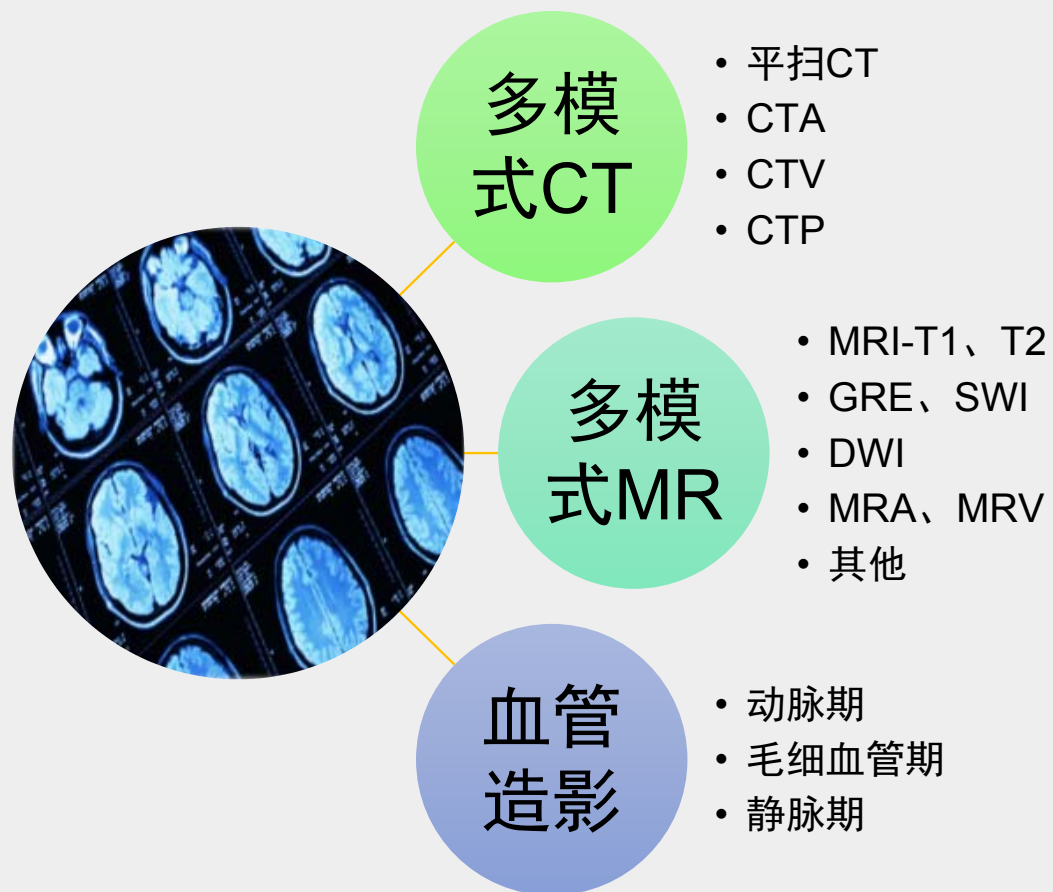 多模
式CT
• 平扫CT
• CTA
• CTV
• CTP
多模
式MR
• MRI-T1、T2
• GRE、SWI
• DWI
• MRA、MRV
• 其他
血管
造影
• 动脉期
• 毛细血管期
• 静脉期